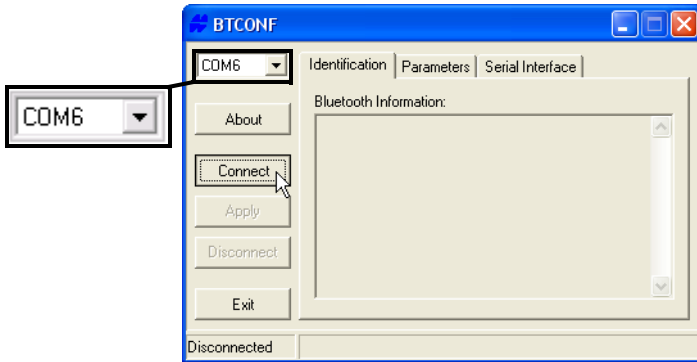 BTCONF
COM6
COM6
Identification
Parameters
Serial Interface
About
Bluetooth Information:
Connect
Apply
Disconnect
Exit
Disconnected